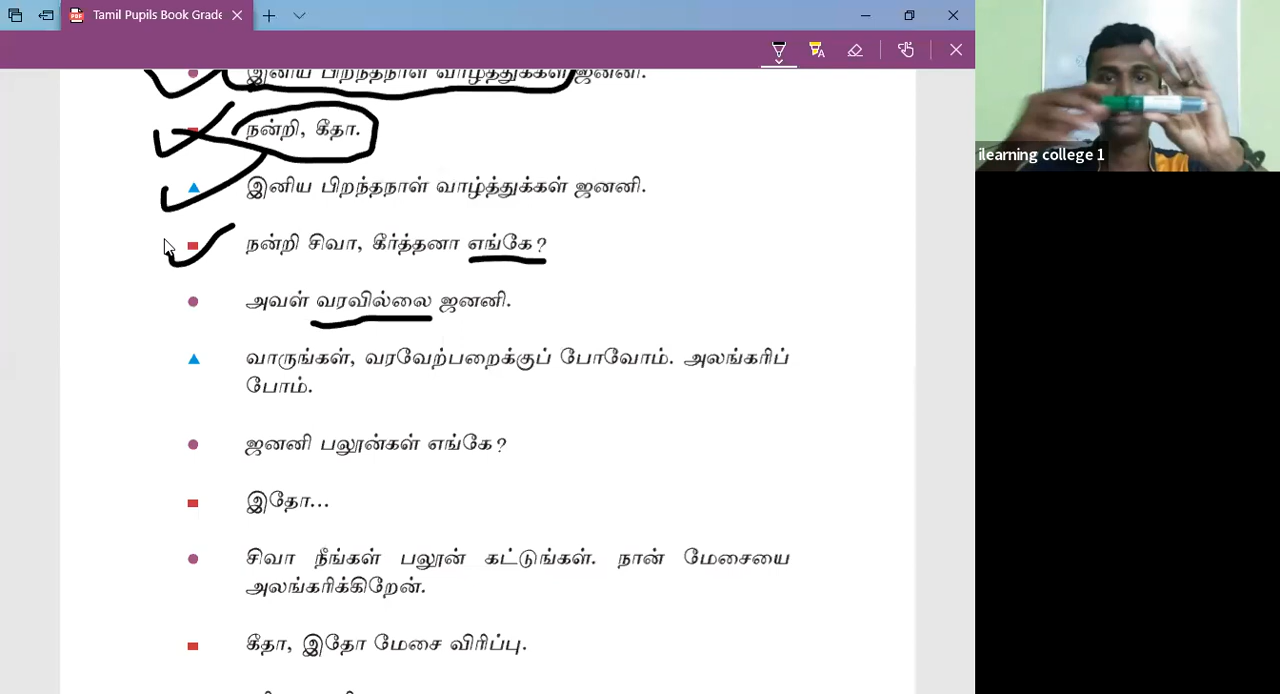 Tamil Pupils Book Grade
இனிய பிறந்தநாள் வாழ்த்துக்கள் ஜனனி.
நன்றி, கீதா.
இனிய பிறந்தநாள் வாழ்த்துக்கள் ஜனனி.
நன்றி சிவா, கீர்த்தனா எங்கே?
அவள் வரவில்லை ஜனனி.
வாருங்கள், வரவேற்பறைக்குப் போவோம். அலங்கரிப்
போம்.
ஜனனி பலூன்கள் எங்கே?
இதோ...
சிவா நீங்கள் பலூன் கட்டுங்கள். நான் மேசையை
அலங்கரிக்கிறேன்.
கீதா, இதோ மேசை விரிப்பு.
ilearning college 1